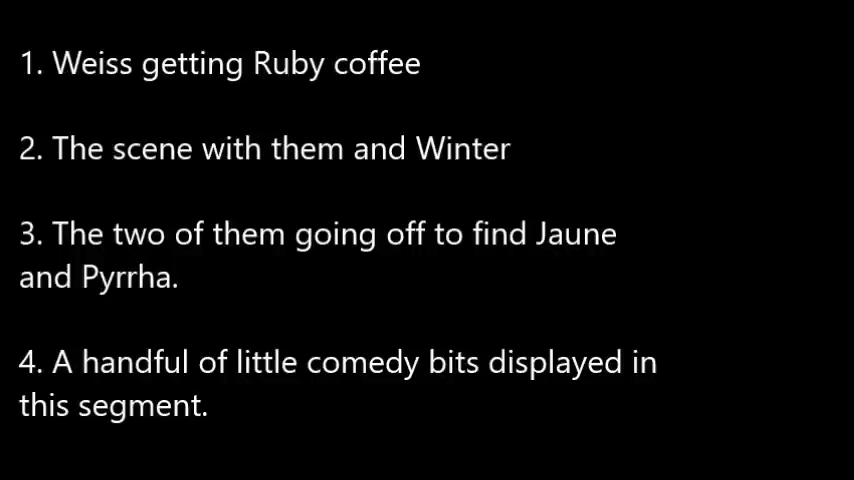 1. Weiss getting Ruby coffee
2. The scene with them and Winter
3. The two of them going off to find Jaune
and Pyrrha.
4. A handful of little comedy bits displayed in
this segment.